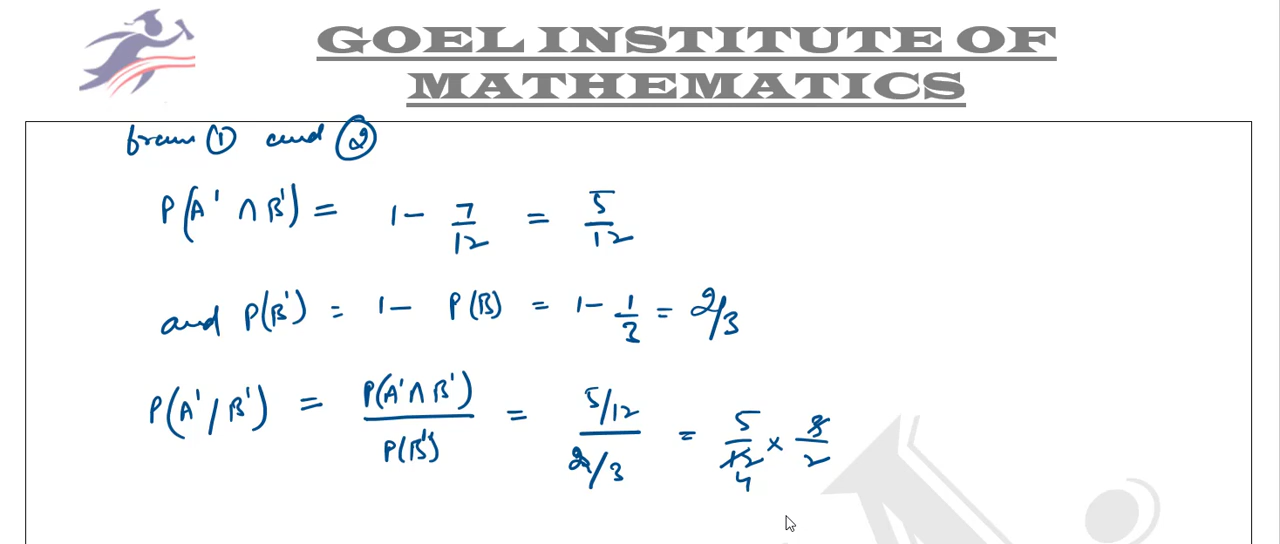 GOEL INSTITUTE OF
MATHEMATICS
from ① and ②
P(A' ∩ B') = 1 - 7/12 = 5/12
and P(B') = 1 - P(B) = 1 - 1/3 = 2/3
P(A'/B') = P(A' ∩ B')/P(B') = (5/12)/(2/3) = 5/12 × 3/2
4